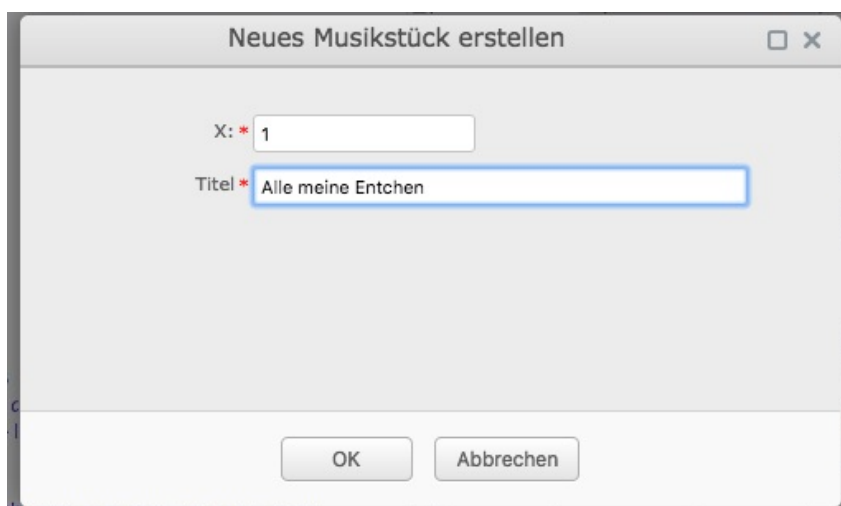 Neues Musikstück erstellen
X: * 1
Titel * Alle meine Entchen
OK Abbrechen